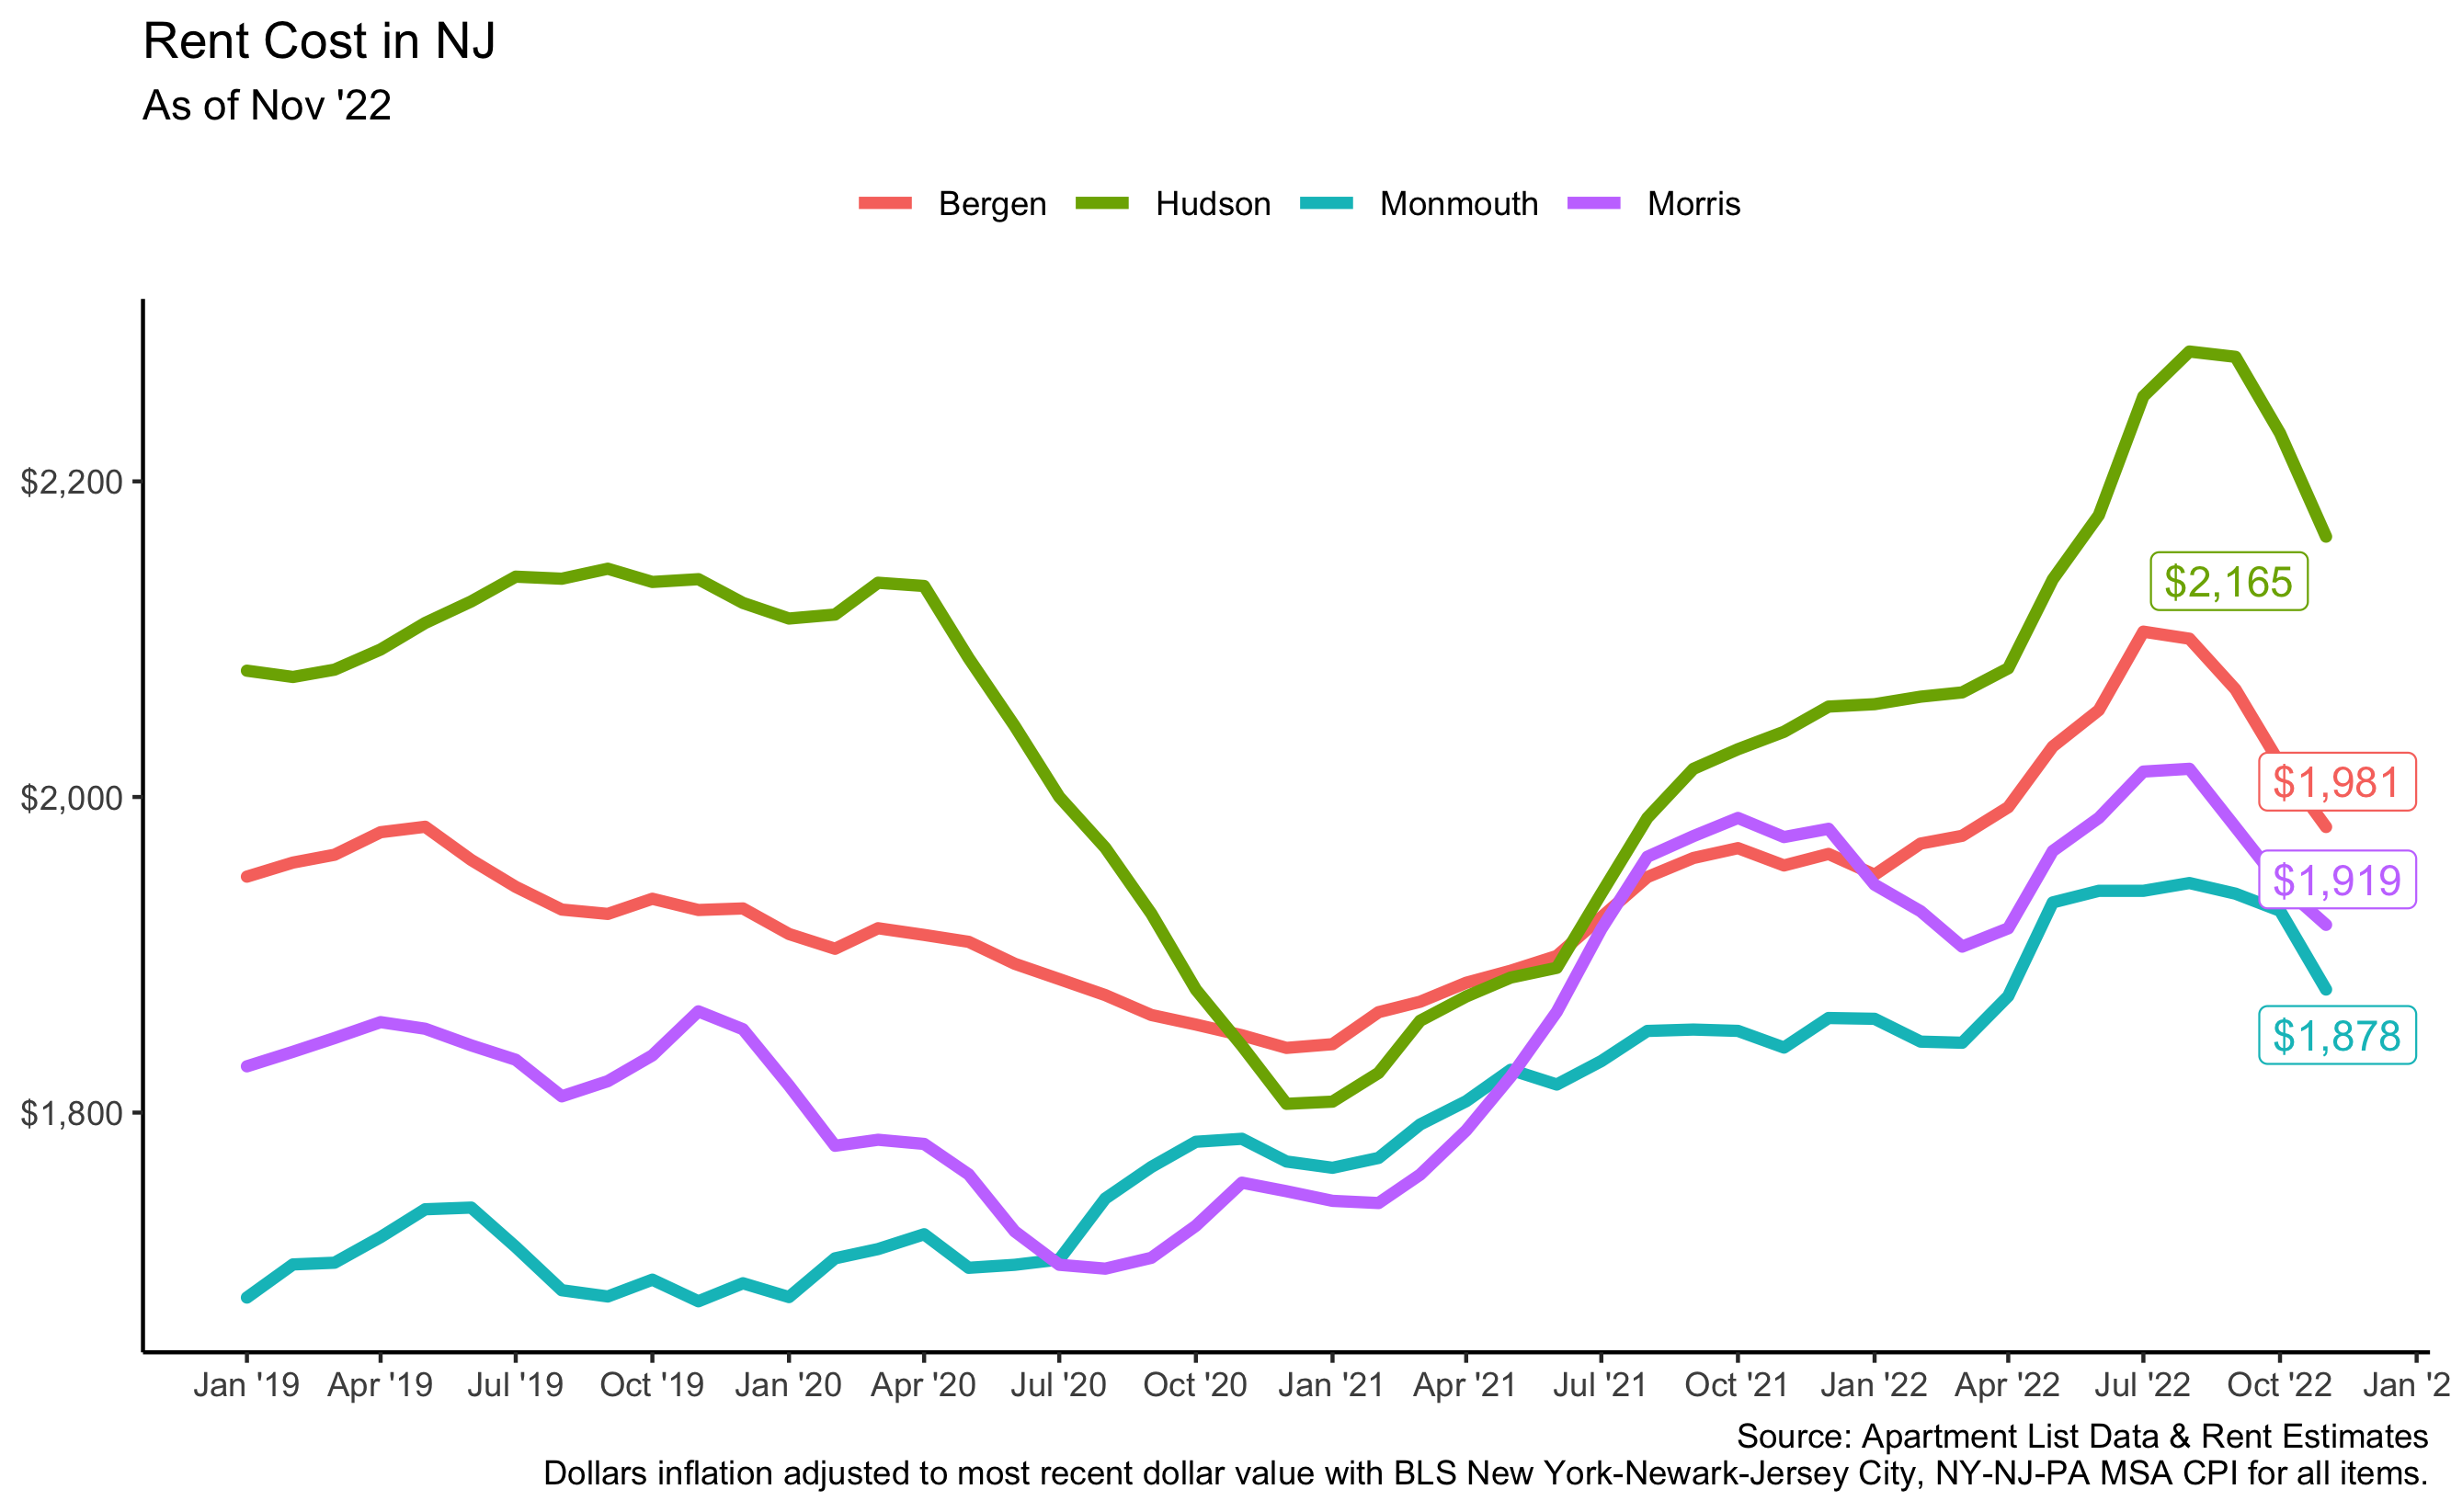 Rent Cost in NJ
As of Nov '22
Bergen Hudson Monmouth Morris
$2,200
$2,000
$1,800
$2,165
$1,981
$1,919
$1,878
Jan '19 Apr '19 Jul '19 Oct '19 Jan '20 Apr '20 Jul '20 Oct '20 Jan '21 Apr '21 Jul '21 Oct '21 Jan '22 Apr '22 Jul '22 Oct '22 Jan '2
Source: Apartment List Data & Rent Estimates
Dollars inflation adjusted to most recent dollar value with BLS New York-Newark-Jersey City, NY-NJ-PA MSA CPI for all items.